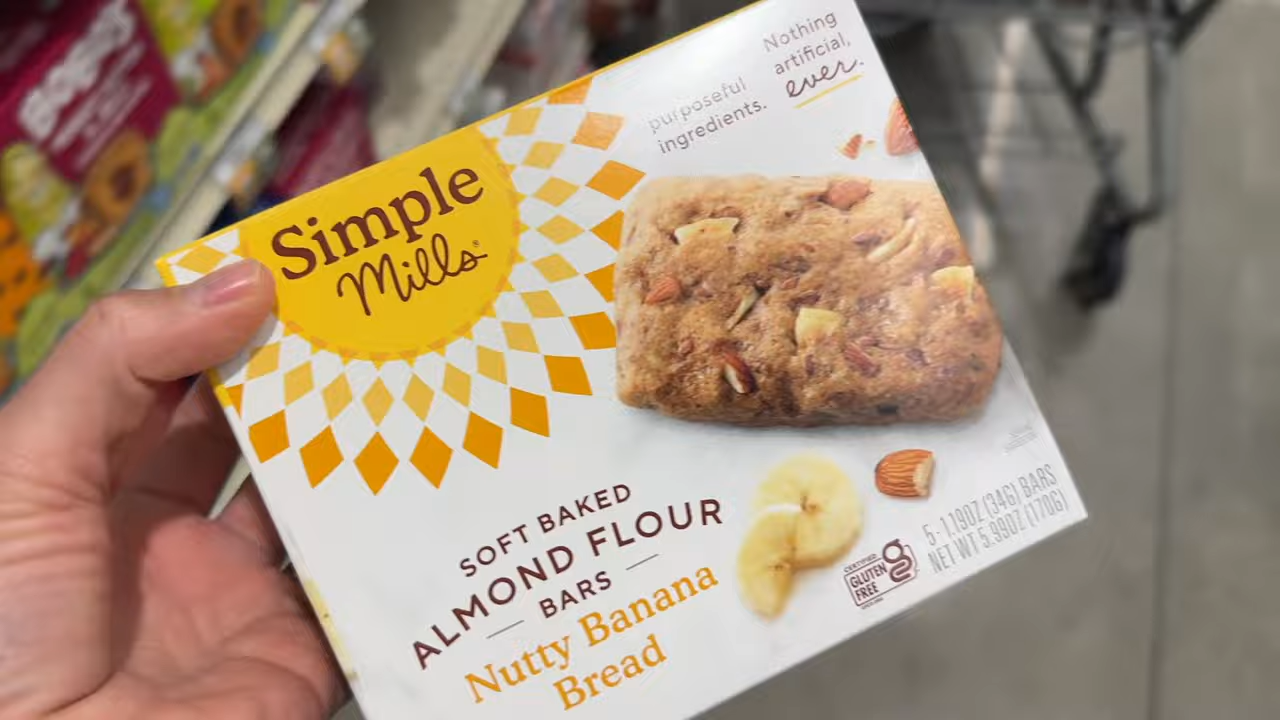 Simple
Mills®
purposeful
ingredients.
Nothing
artificial,
ever.
SOFT BAKED
ALMOND FLOUR
BARS
Nutty Banana
Bread
CERTIFIED
GLUTEN
FREE
5 - 1.19OZ (34G) BARS
NET WT 5.99OZ (170G)